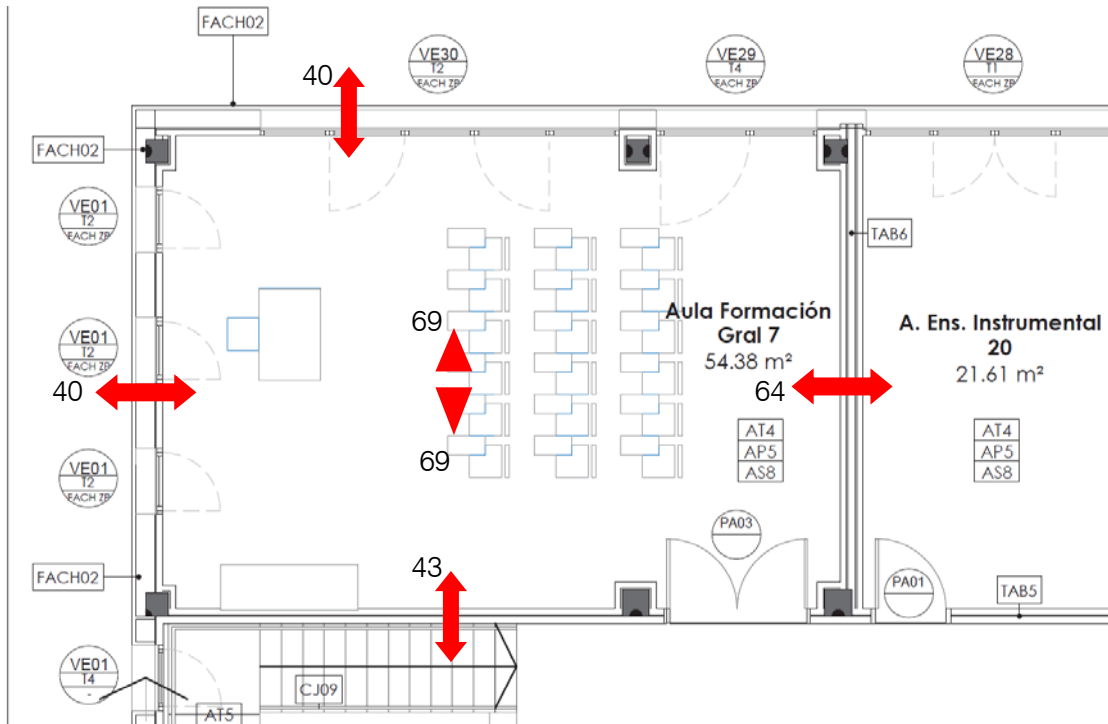 FACH02
VE30
T2
FACH ZP
VE29
T4
FACH ZP
VE28
T1
FACH ZP
40
FACH02
VE01
T2
FACH ZP
TAB6
69
Aula Formación
Gral 7
54.38 m²
A. Ens. Instrumental
20
21.61 m²
VE01
T2
FACH ZP
40
64
AT4
AP5
AS8
AT4
AP5
AS8
69
VE01
T2
FACH ZP
PA03
43
FACH02
PA01
TAB5
VE01
T4
-
CJ09
AT5